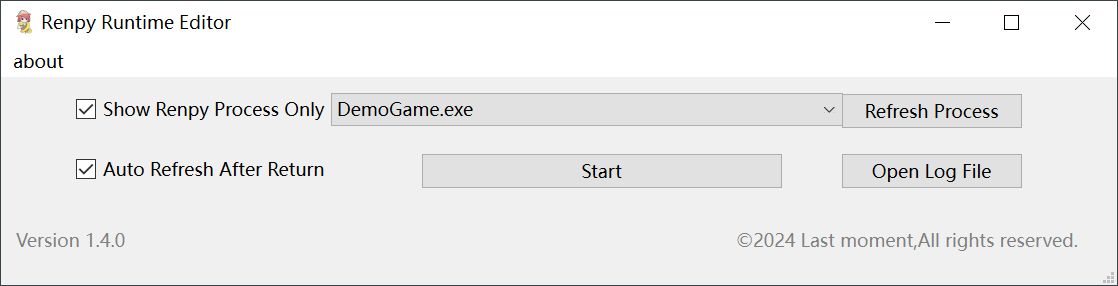 Renpy Runtime Editor
about
Show Renpy Process Only DemoGame.exe Refresh Process
Auto Refresh After Return Start Open Log File
Version 1.4.0 ©2024 Last moment,All rights reserved.